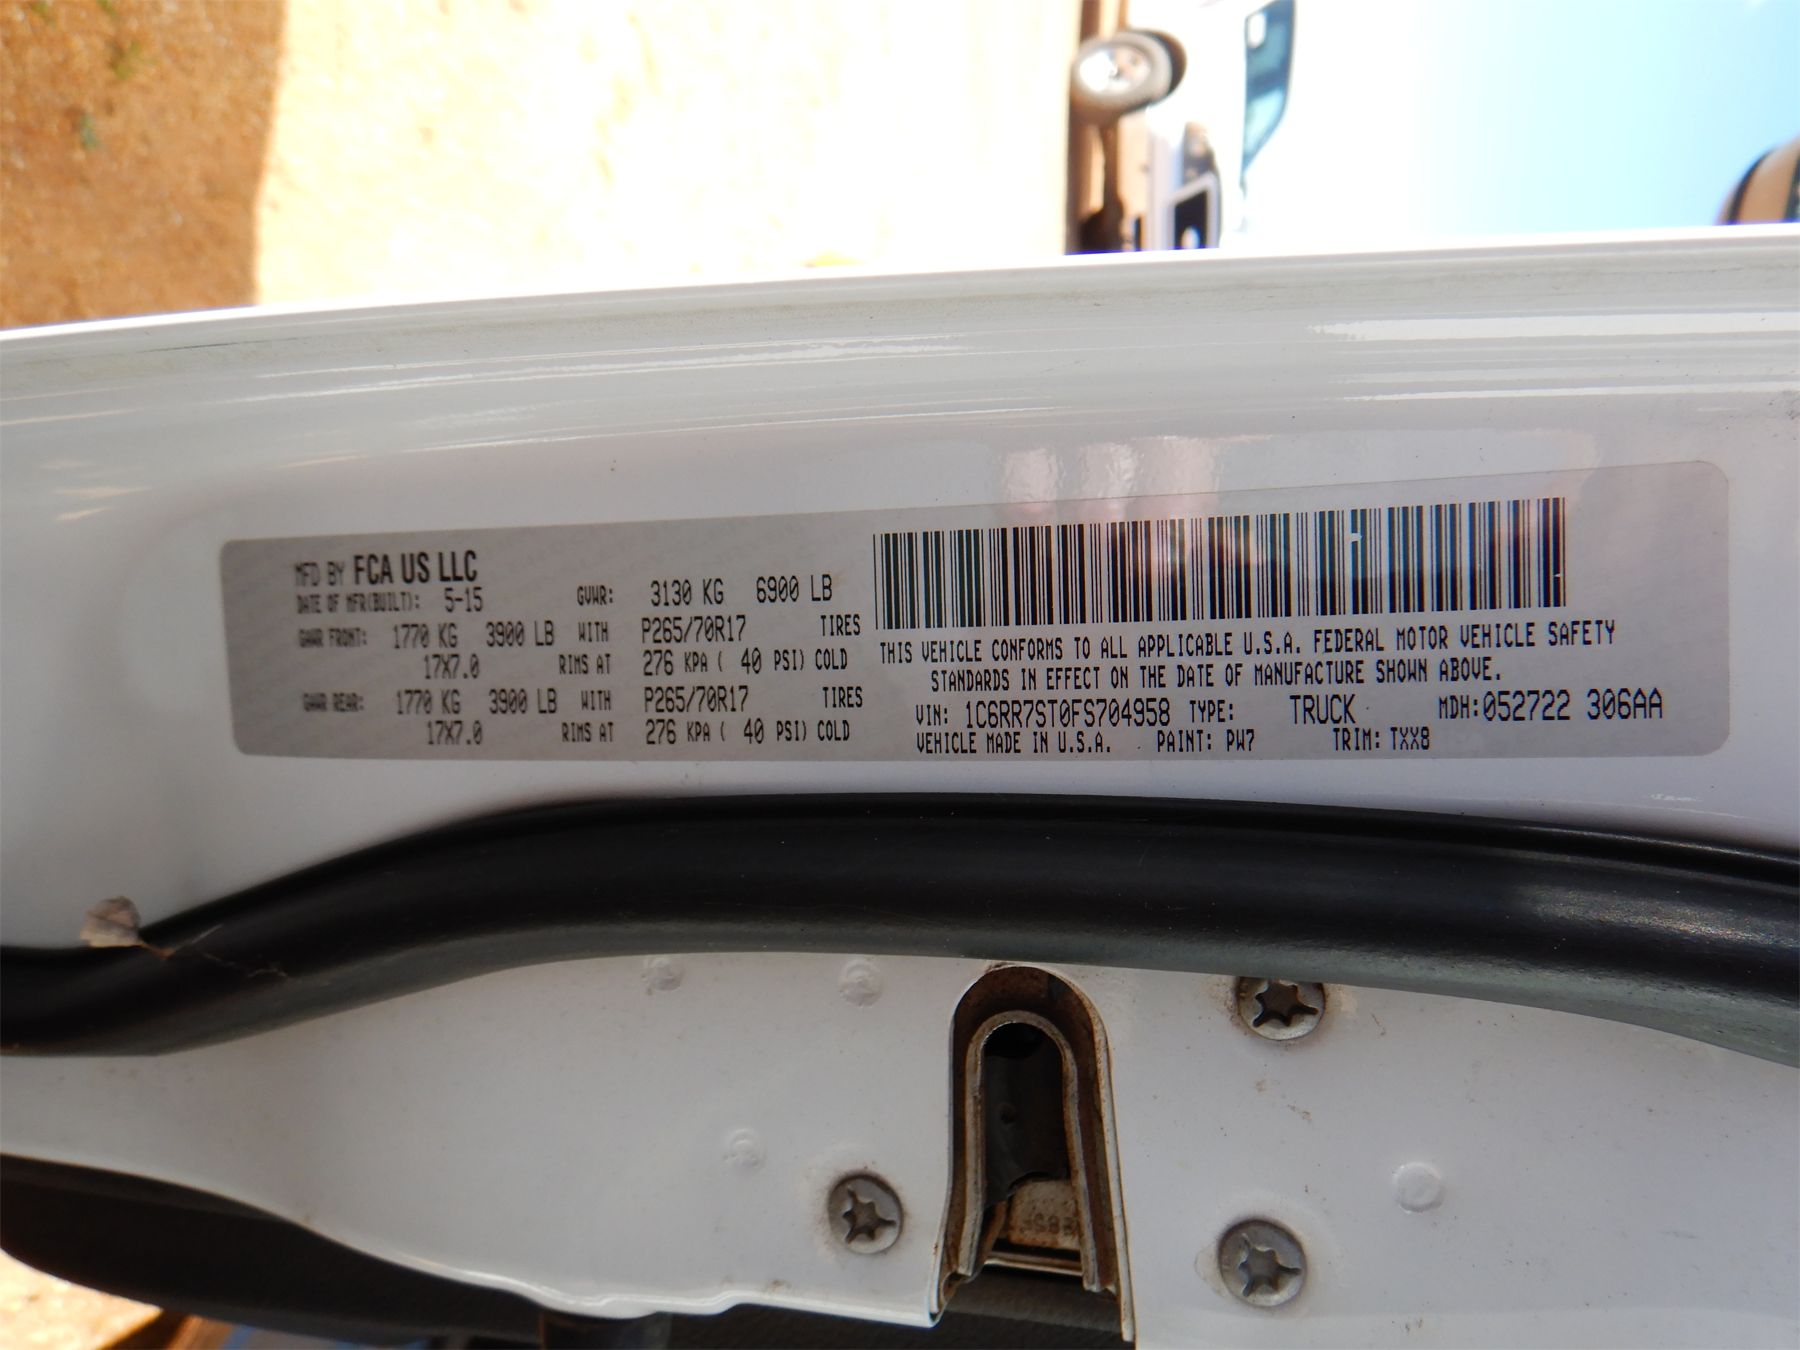 MFD BY FCA US LLC
DATE OF MFR(BUILT): 5-15 GVWR: 3130 KG 6900 LB
GAWR FRONT: 1770 KG 3900 LB WITH P265/70R17 TIRES
17X7.0 RIMS AT 276 KPA ( 40 PSI) COLD
GAWR REAR: 1770 KG 3900 LB WITH P265/70R17 TIRES
17X7.0 RIMS AT 276 KPA ( 40 PSI) COLD
THIS VEHICLE CONFORMS TO ALL APPLICABLE U.S.A. FEDERAL MOTOR VEHICLE SAFETY
STANDARDS IN EFFECT ON THE DATE OF MANUFACTURE SHOWN ABOVE.
VIN: 1C6RR7ST0FS704958 TYPE: TRUCK MDH: 052722 306AA
VEHICLE MADE IN U.S.A. PAINT: PW7 TRIM: TXX8